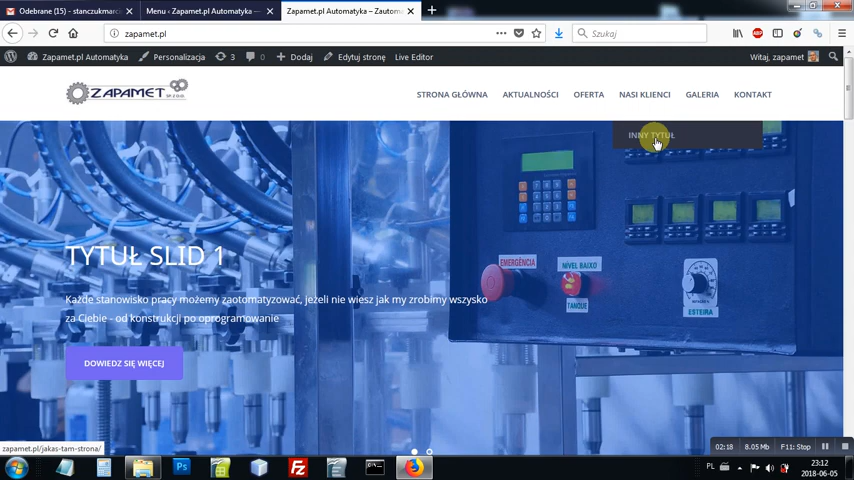 Odebrane (15) - stanczukmarci
Menu ‹ Zapamet.pl Automatyka —
Zapamet.pl Automatyka – Zautom
zapamet.pl
Szukaj
Zapamet.pl Automatyka
Personalizacja
3
0
Dodaj
Edytuj stronę
Live Editor
Witaj, zapamet
ZAPAMET
SP. Z O.O.
STRONA GŁÓWNA
AKTUALNOŚCI
OFERTA
NASI KLIENCI
GALERIA
KONTAKT
INNY TYTUŁ
EMERGÊNCIA
NÍVEL BAIXO
TANQUE
ESTEIRA
TYTUŁ SLID 1
Każde stanowisko pracy możemy zaotomatyzować, jeżeli nie wiesz jak my zrobimy wszysko
za Ciebie - od konstrukcji po oprogramowanie
DOWIEDZ SIĘ WIĘCEJ
zapamet.pl/jakas-tam-strona/
02:18
8.05 Mb
F11: Stop
PL
23:12
2018-06-05